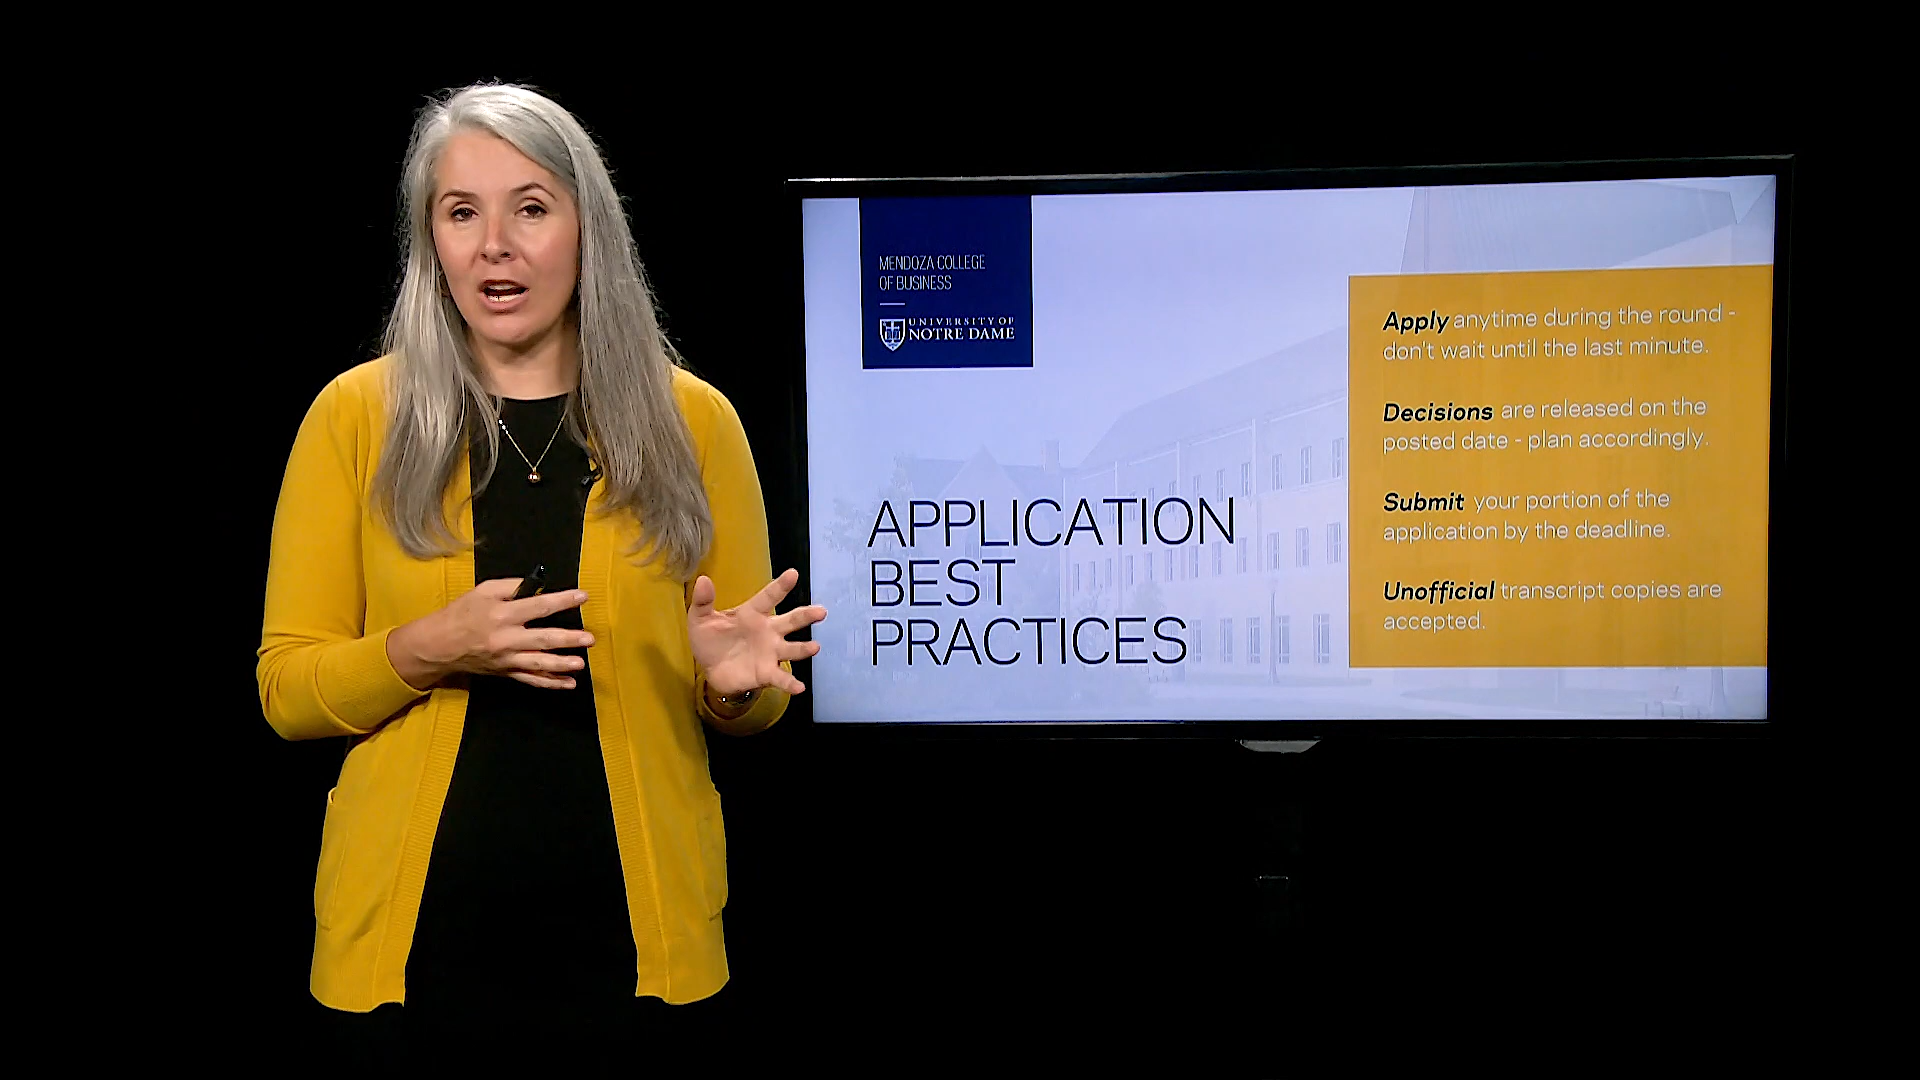 MENDOZA COLLEGE
OF BUSINESS
UNIVERSITY OF
NOTRE DAME
APPLICATION
BEST
PRACTICES
Apply anytime during the round -
don't wait until the last minute.
Decisions are released on the
posted date - plan accordingly.
Submit your portion of the
application by the deadline.
Unofficial transcript copies are
accepted.